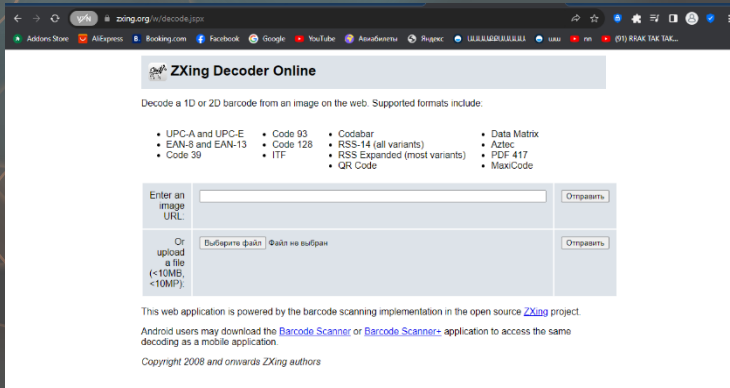 zxing.org/w/decode.jspx
Addons Store AliExpress Booking.com Facebook Google YouTube Авиабилеты Яндекс nn (91) RRAK TAK TAK...
ZXing Decoder Online
Decode a 1D or 2D barcode from an image on the web. Supported formats include:
• UPC-A and UPC-E • Code 93 • Codabar • Data Matrix
• EAN-8 and EAN-13 • Code 128 • RSS-14 (all variants) • Aztec
• Code 39 • ITF • RSS Expanded (most variants) • PDF 417
• QR Code • MaxiCode
Enter an
image
URL:
Отправить
Or
upload
a file
(<10MB,
<10MP):
Выберите файл Файл не выбран
Отправить
This web application is powered by the barcode scanning implementation in the open source ZXing project.
Android users may download the Barcode Scanner or Barcode Scanner+ application to access the same
decoding as a mobile application.
Copyright 2008 and onwards ZXing authors